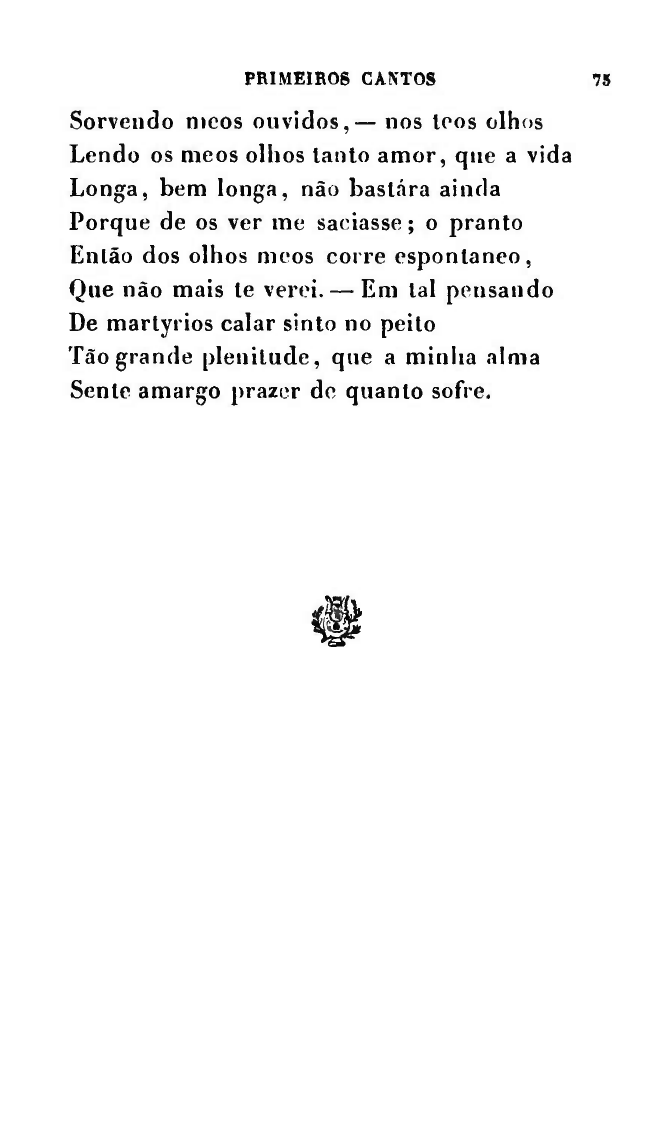 PRIMEIROS CANTOS 75
Sorvendo meos ouvidos, — nos teos olhos
Lendo os meos olhos tanto amor, que a vida
Longa, bem longa, não bastára ainda
Porque de os ver me saciasse; o pranto
Então dos olhos meos corre espontaneo,
Que não mais te verei. — Em tal pensando
De martyrios calar sinto no peito
Tão grande plenitude, que a minha alma
Sente amargo prazer de quanto sofre.